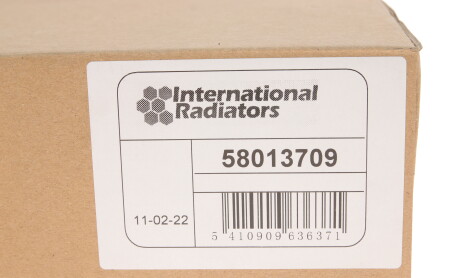 International
Radiators
58013709
11-02-22
5 410909 636371